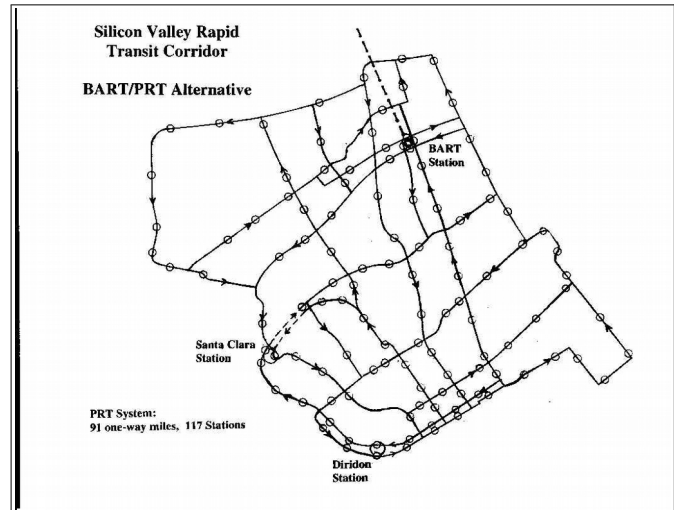 Silicon Valley Rapid
Transit Corridor
BART/PRT Alternative
BART
Station
Santa Clara
Station
PRT System:
91 one-way miles, 117 Stations
Diridon
Station